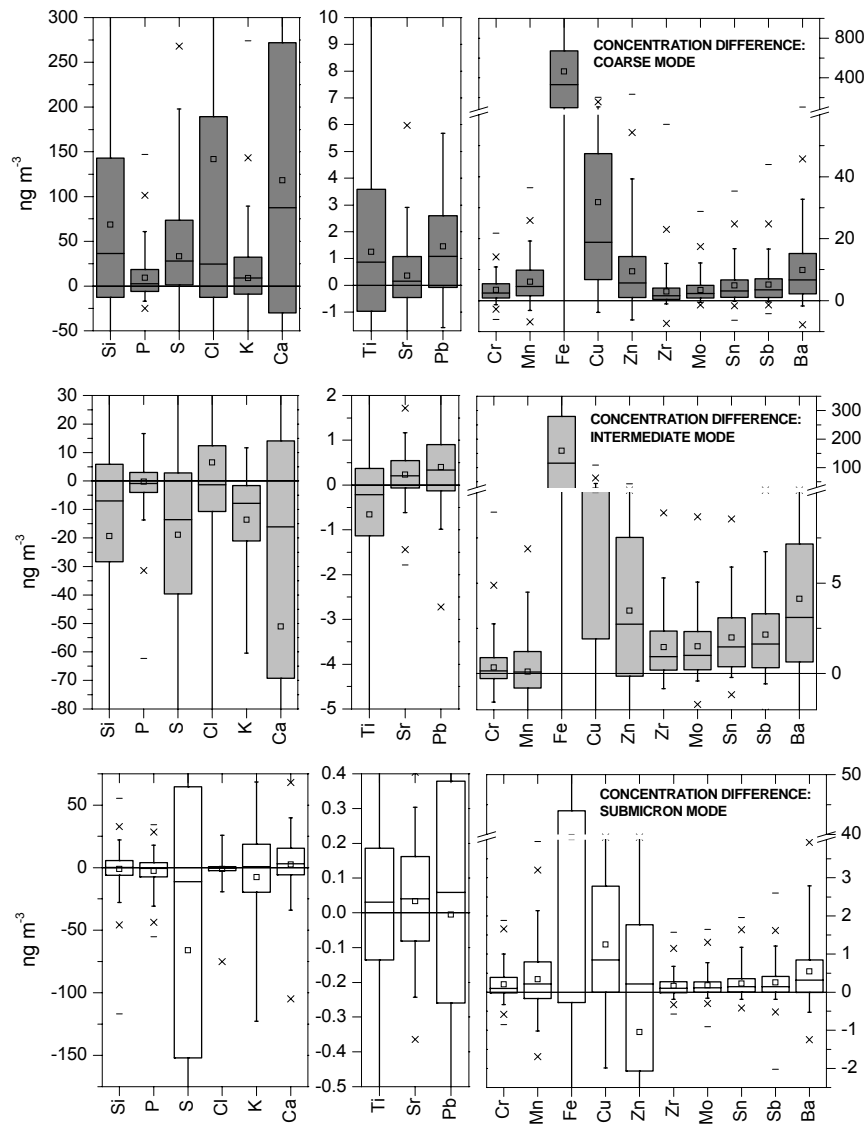 300
250
200
150
100
50
0
-50
ng m⁻³
Si
P
S
Cl
K
Ca
10
9
8
7
6
5
4
3
2
1
0
-1
Ti
Sr
Pb
CONCENTRATION DIFFERENCE:
COARSE MODE
800
400
40
20
0
Cr
Mn
Fe
Cu
Zn
Zr
Mo
Sn
Sb
Ba
30
20
10
0
-10
-20
-30
-40
-50
-60
-70
-80
ng m⁻³
Si
P
S
Cl
K
Ca
2
1
0
-1
-2
-3
-4
-5
Ti
Sr
Pb
CONCENTRATION DIFFERENCE:
INTERMEDIATE MODE
300
200
100
5
0
Cr
Mn
Fe
Cu
Zn
Zr
Mo
Sn
Sb
Ba
50
0
-50
-100
-150
ng m⁻³
Si
P
S
Cl
K
Ca
0.4
0.3
0.2
0.1
0.0
-0.1
-0.2
-0.3
-0.4
-0.5
Ti
Sr
Pb
CONCENTRATION DIFFERENCE:
SUBMICRON MODE
50
40
4
3
2
1
0
-1
-2
Cr
Mn
Fe
Cu
Zn
Zr
Mo
Sn
Sb
Ba